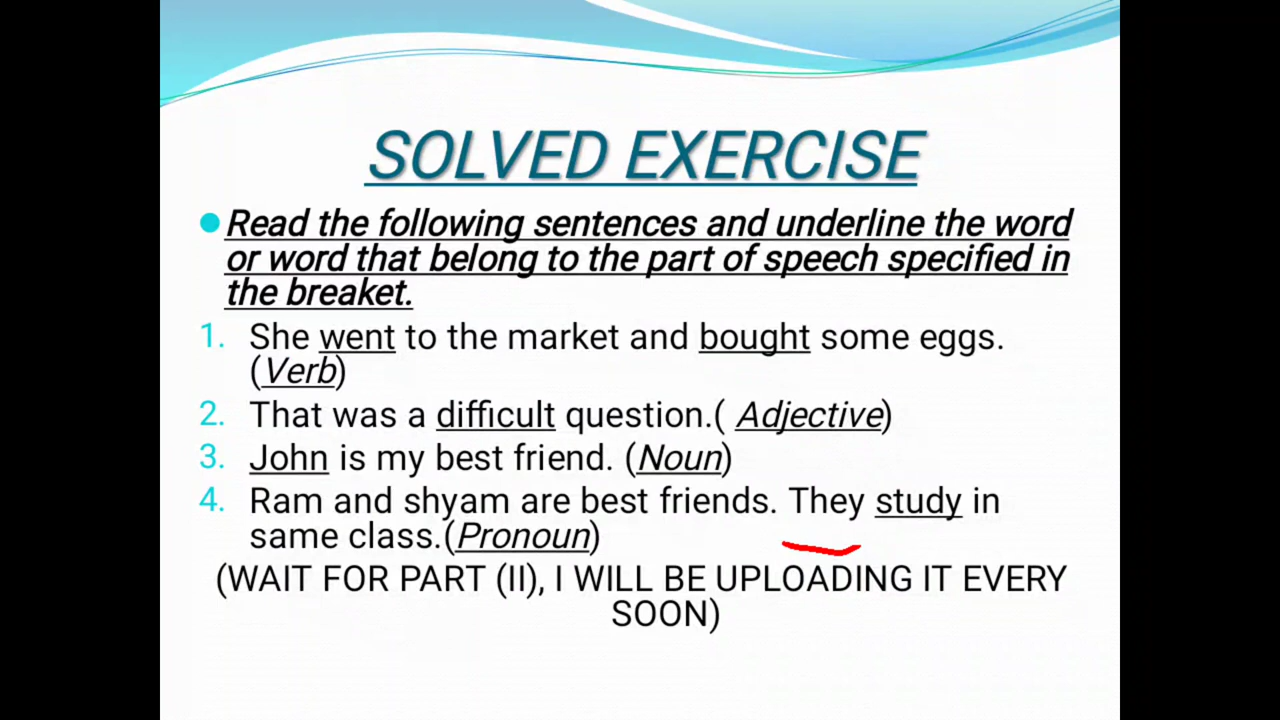 SOLVED EXERCISE
Read the following sentences and underline the word
or word that belong to the part of speech specified in
the breaket.
1. She went to the market and bought some eggs.
(Verb)
2. That was a difficult question.( Adjective)
3. John is my best friend. (Noun)
4. Ram and shyam are best friends. They study in
same class.(Pronoun)
(WAIT FOR PART (II), I WILL BE UPLOADING IT EVERY
SOON)